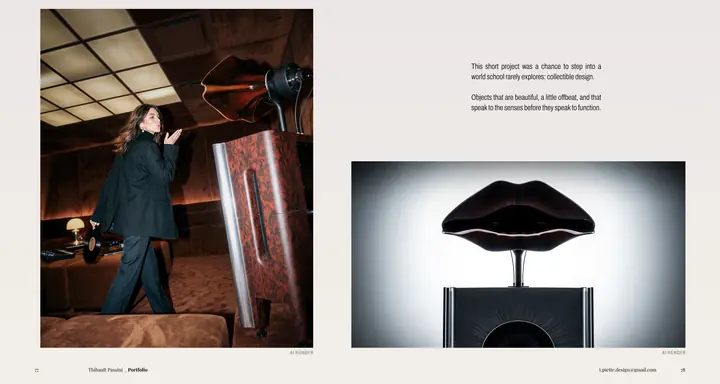 This short project was a chance to step into a
world school rarely explores: collectible design.
Objects that are beautiful, a little offbeat, and that
speak to the senses before they speak to function.
AI RENDER
AI RENDER
77
Thibault Passini _ Portfolio
t.pictic.design@gmail.com
78